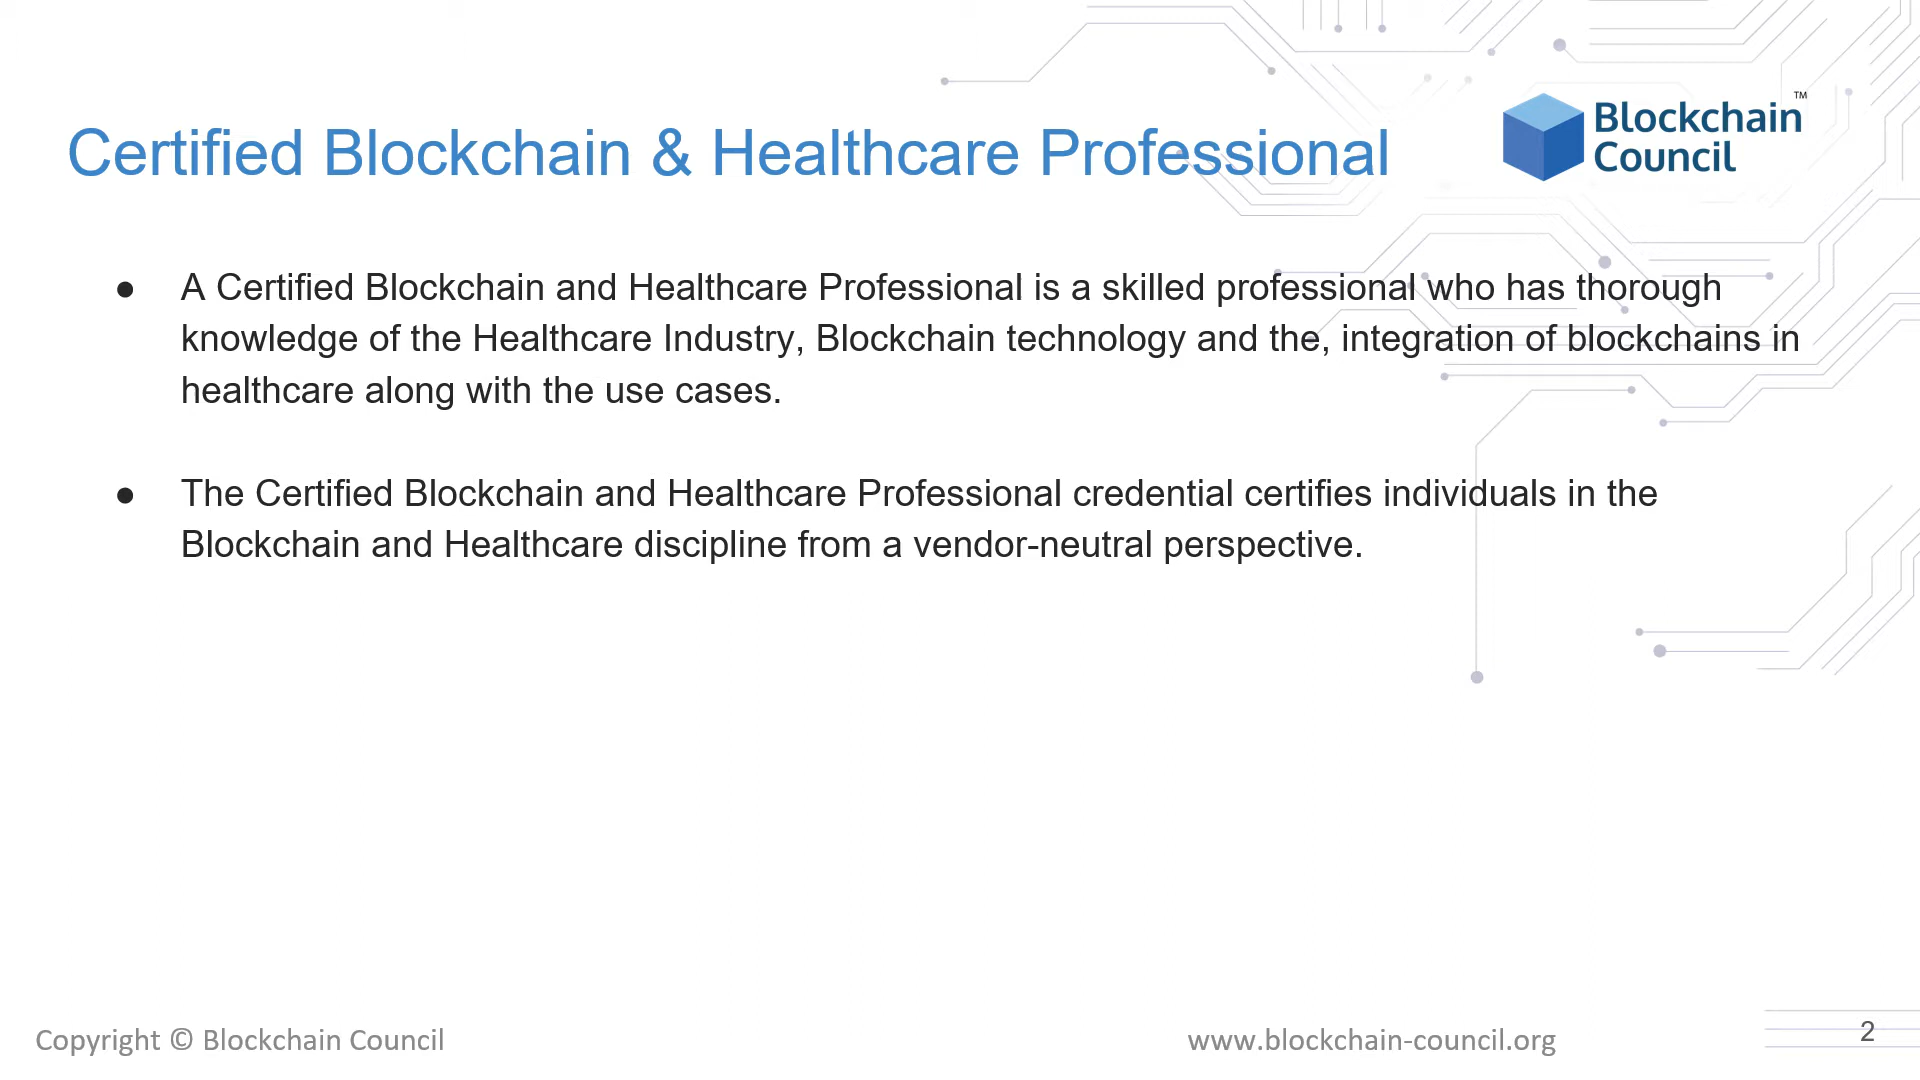 Certified Blockchain & Healthcare Professional
Blockchain
Council
TM
● A Certified Blockchain and Healthcare Professional is a skilled professional who has thorough
knowledge of the Healthcare Industry, Blockchain technology and the, integration of blockchains in
healthcare along with the use cases.
● The Certified Blockchain and Healthcare Professional credential certifies individuals in the
Blockchain and Healthcare discipline from a vendor-neutral perspective.
Copyright © Blockchain Council
www.blockchain-council.org
2